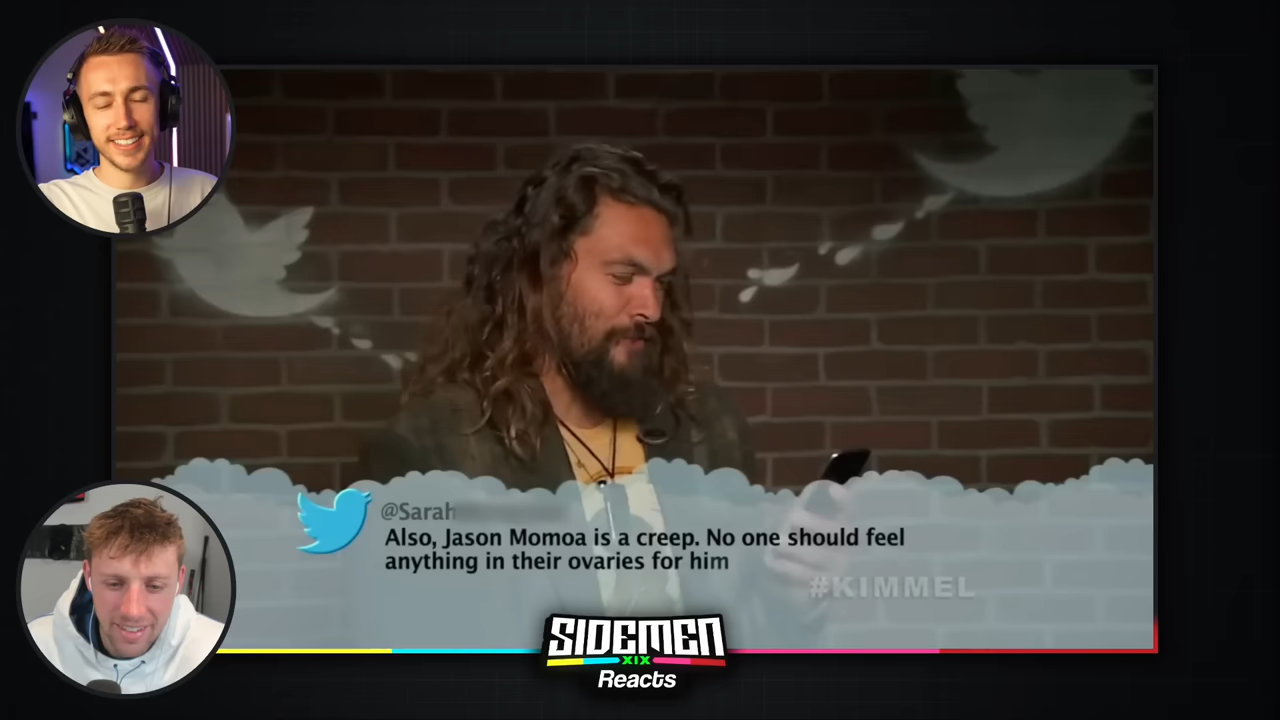 @Sarah
Also, Jason Momoa is a creep. No one should feel
anything in their ovaries for him
#KIMMEL
SIDEMEN
XIX
Reacts